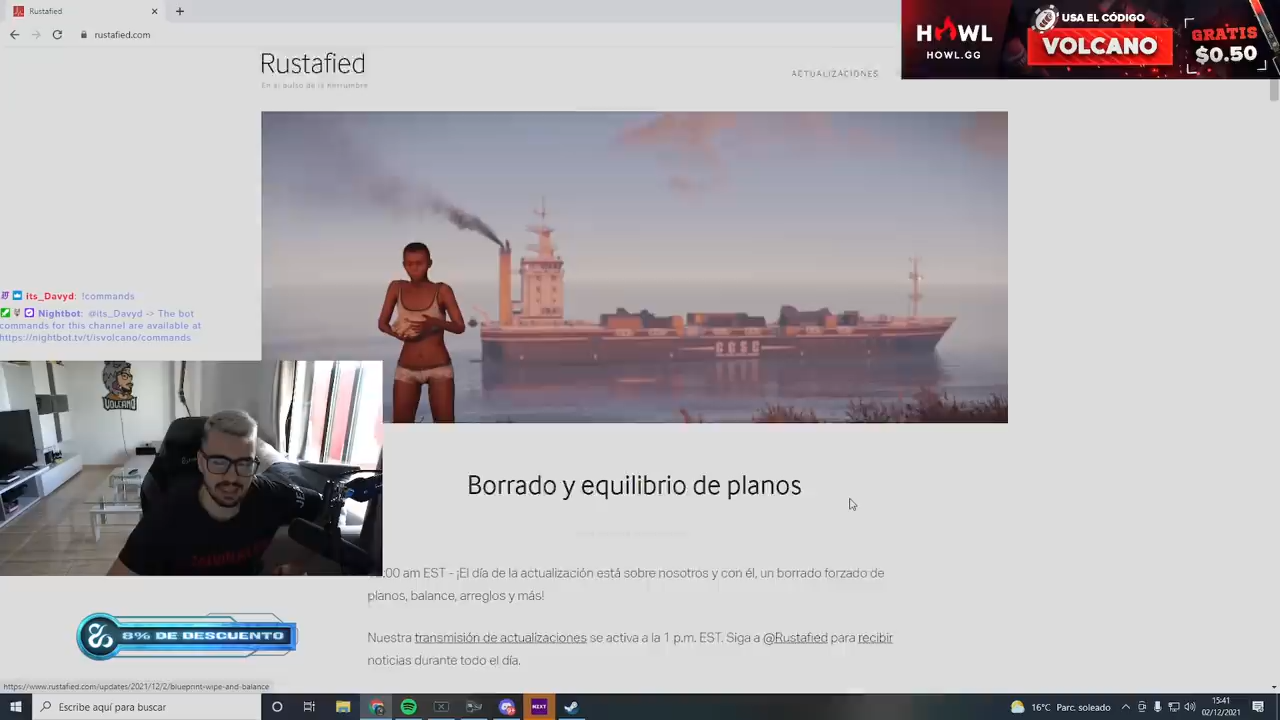 Rustafied
rustafied.com
HOWL
HOWL.GG
USA EL CÓDIGO
VOLCANO
GRATIS
$0.50
Rustafied
ACTUALIZACIONES
its_Davyd: !commands
Nightbot: @its_Davyd -> The bot
commands for this channel are available at
https://nightbot.tv/t/isvolcano/commands
GGSG
VOLCANO
Borrado y equilibrio de planos
:00 am EST - ¡El día de la actualización está sobre nosotros y con él, un borrado forzado de
planos, balance, arreglos y más!
Nuestra transmisión de actualizaciones se activa a la 1 p.m. EST. Siga a @Rustafied para recibir
noticias durante todo el día.
8% DE DESCUENTO
https://www.rustafied.com/updates/2021/12/2/blueprint-wipe-and-balance
Escribe aquí para buscar
NZXT
16°C Parc. soleado
15:41
02/12/2021